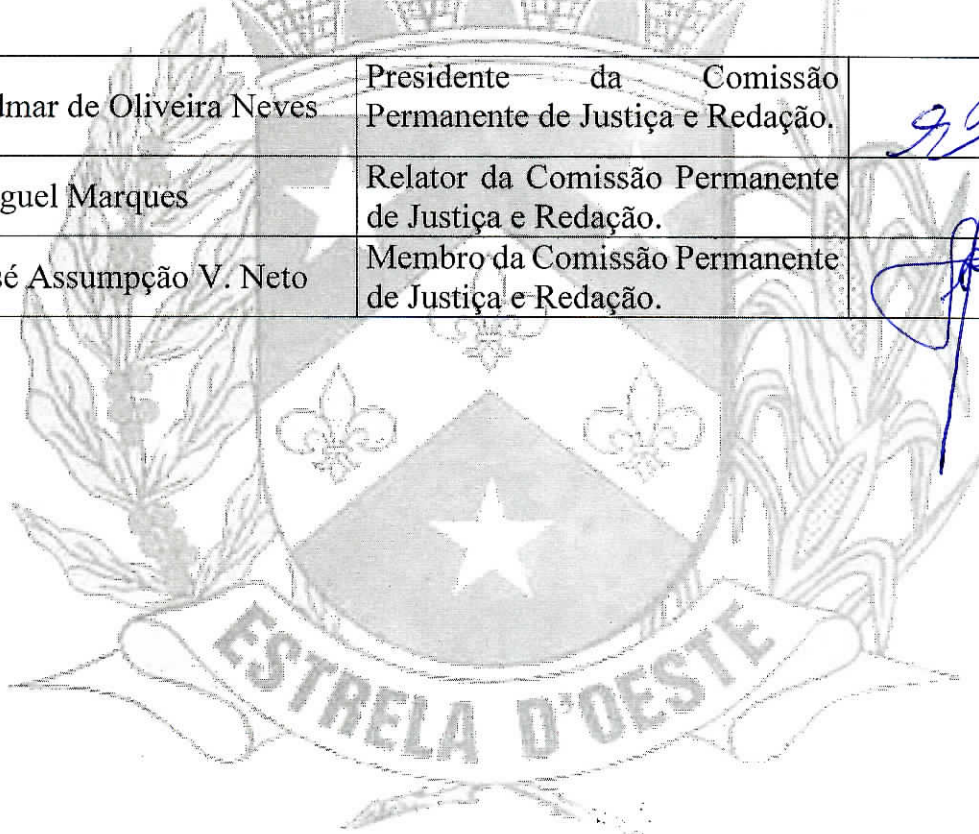 lmar de Oliveira Neves
Presidente da Comissão
Permanente de Justiça e Redação.
guel Marques
Relator da Comissão Permanente
de Justiça e Redação.
sé Assumpção V. Neto
Membro da Comissão Permanente
de Justiça e Redação.
ESTRELA D'OESTE